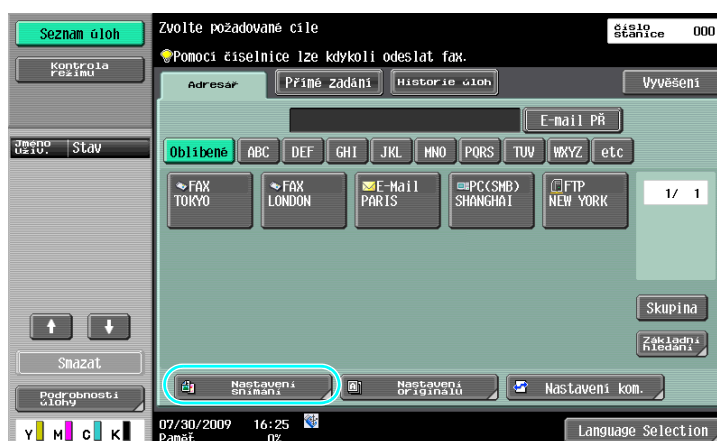 Seznam úloh
Kontrola
režimu
Jméno
uživ.
Stav
Smazat
Podrobnosti
úlohy
Y M C K
Zvolte požadované cíle
číslo
stanice
000
Pomocí číselnice lze kdykoli odeslat fax.
Adresář
Přímé zadání
Historie úloh
Vyvěšení
E-mail PŘ
Oblíbené ABC DEF GHI JKL MNO PQRS TUV WXYZ etc
FAX
TOKYO
FAX
LONDON
E-Mail
PARIS
PC(SMB)
SHANGHAI
FTP
NEW YORK
1/ 1
Skupina
Základní
hledání
Nastavení
snímání
Nastavení
originálu
Nastavení kom.
07/30/2009 16:25
Paměť 0%
Language Selection